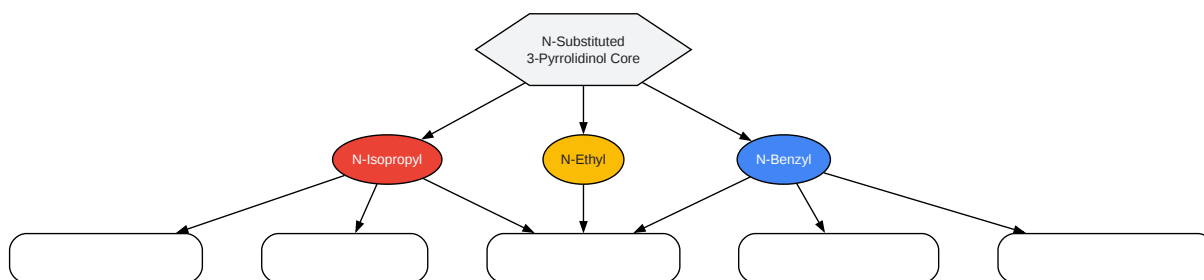 N-Substituted
3-Pyrrolidinol Core
N-Isopropyl
N-Ethyl
N-Benzyl